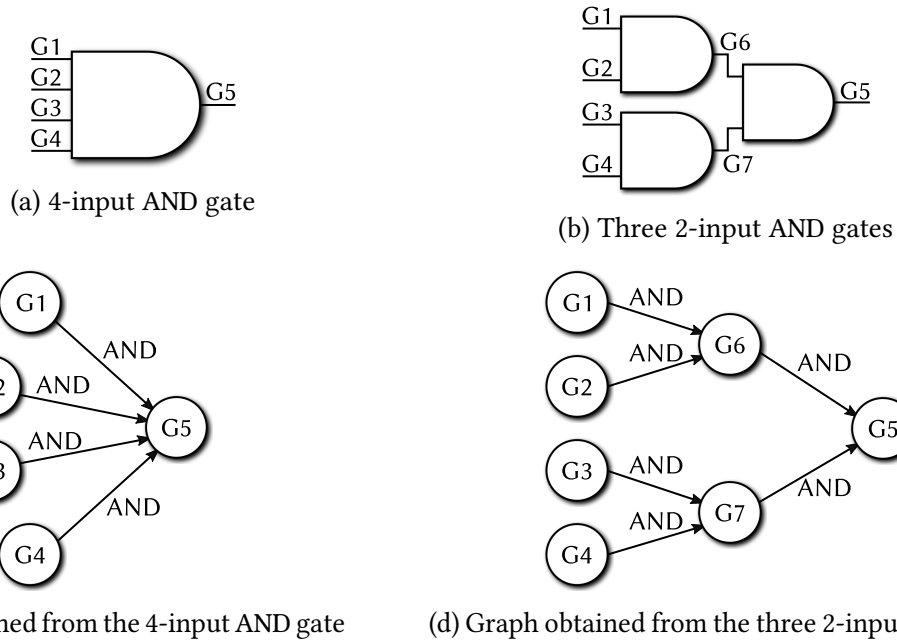 G1
G2
G3
G4
G5
(a) 4-input AND gate
G1
G2
G3
G4
G6
G7
G5
(b) Three 2-input AND gates
G1
AND
2
AND
3
AND
G4
AND
G5
ned from the 4-input AND gate
G1
AND
G2
AND
G3
AND
G4
AND
G6
G7
AND
AND
G5
(d) Graph obtained from the three 2-inpu